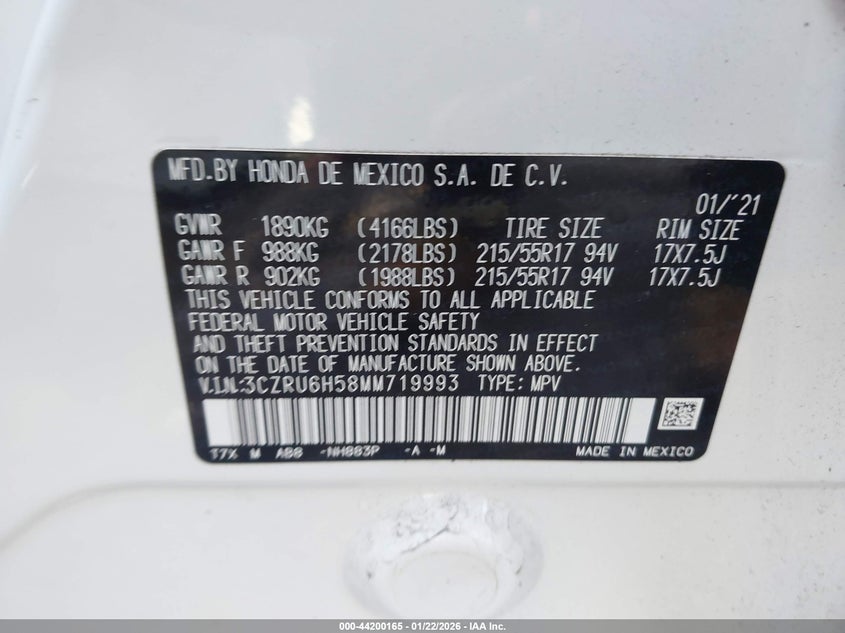 MFD.BY HONDA DE MEXICO S.A. DE C.V.
01/'21
GVWR 1890KG (4166LBS) TIRE SIZE RIM SIZE
GAWR F 988KG (2178LBS) 215/55R17 94V 17X7.5J
GAWR R 902KG (1988LBS) 215/55R17 94V 17X7.5J
THIS VEHICLE CONFORMS TO ALL APPLICABLE
FEDERAL MOTOR VEHICLE SAFETY
AND THEFT PREVENTION STANDARDS IN EFFECT
ON THE DATE OF MANUFACTURE SHOWN ABOVE.
V.I.N.:3CZRU6H58MM719993 TYPE: MPV
T7X M ABB -NH883P -A -M MADE IN MEXICO
000-44200165 - 01/22/2026 - IAA Inc.